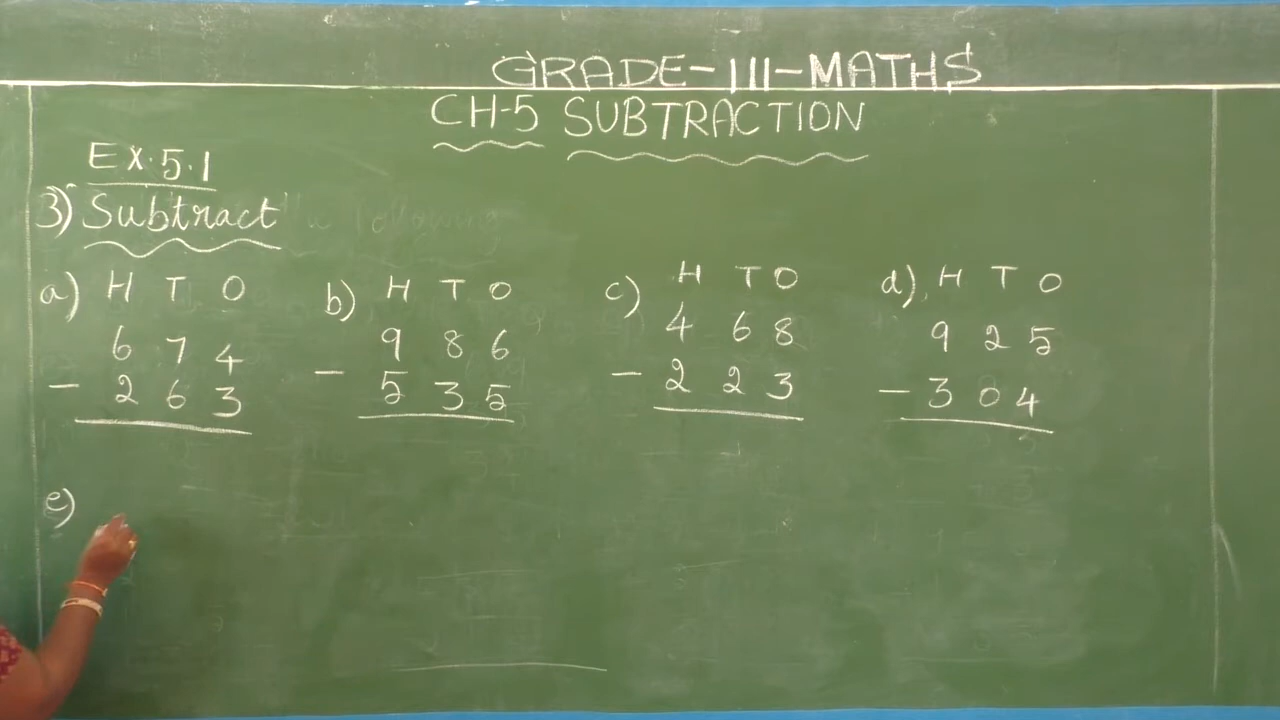 GRADE-III-MATHS
CH-5 SUBTRACTION
EX.5.1
3) Subtract
a) H T O
6 7 4
- 2 6 3
b) H T O
9 8 6
- 5 3 5
c) H T O
4 6 8
- 2 2 3
d) H T O
9 2 5
- 3 0 4
e)